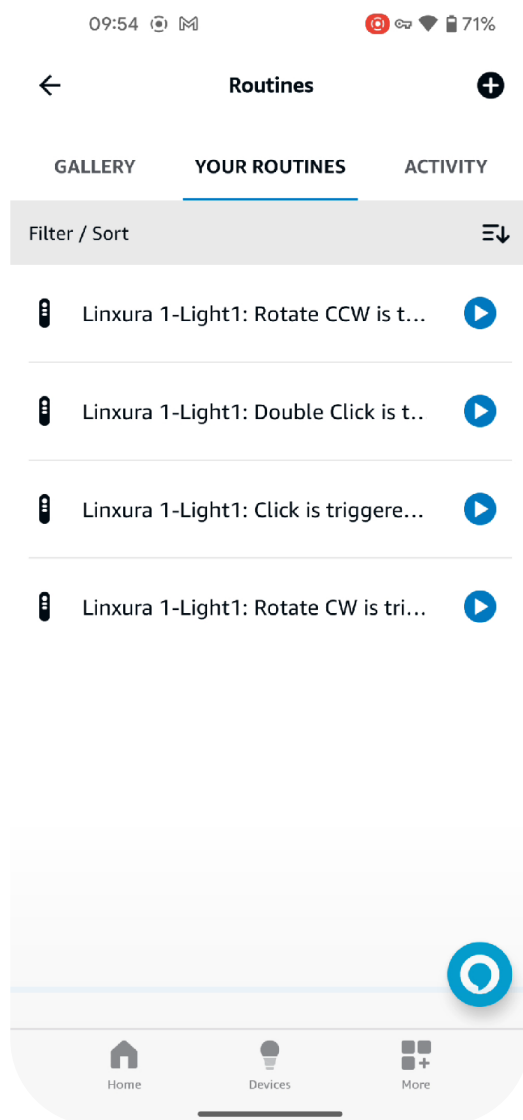 09:54 71%
Routines
GALLERY YOUR ROUTINES ACTIVITY
Filter / Sort
Linxura 1-Light1: Rotate CCW is t...
Linxura 1-Light1: Double Click is t..
Linxura 1-Light1: Click is triggere...
Linxura 1-Light1: Rotate CW is tri...
Home Devices More